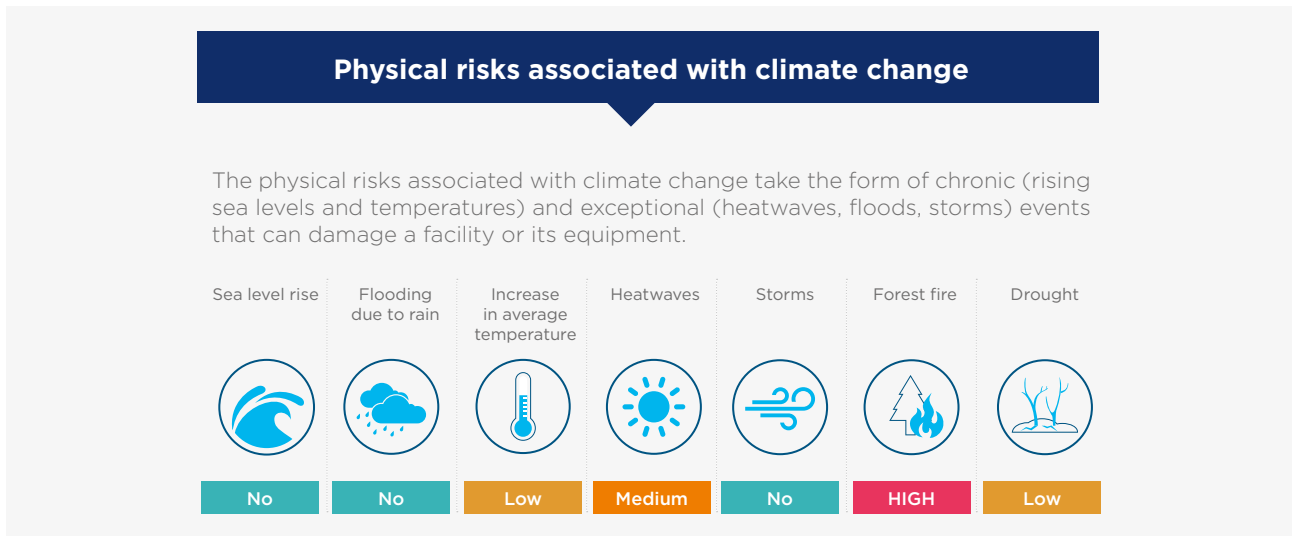 Physical risks associated with climate change
The physical risks associated with climate change take the form of chronic (rising
sea levels and temperatures) and exceptional (heatwaves, floods, storms) events
that can damage a facility or its equipment.
Sea level rise
Flooding
due to rain
Increase
in average
temperature
Heatwaves
Storms
Forest fire
Drought
No
No
Low
Medium
No
HIGH
Low